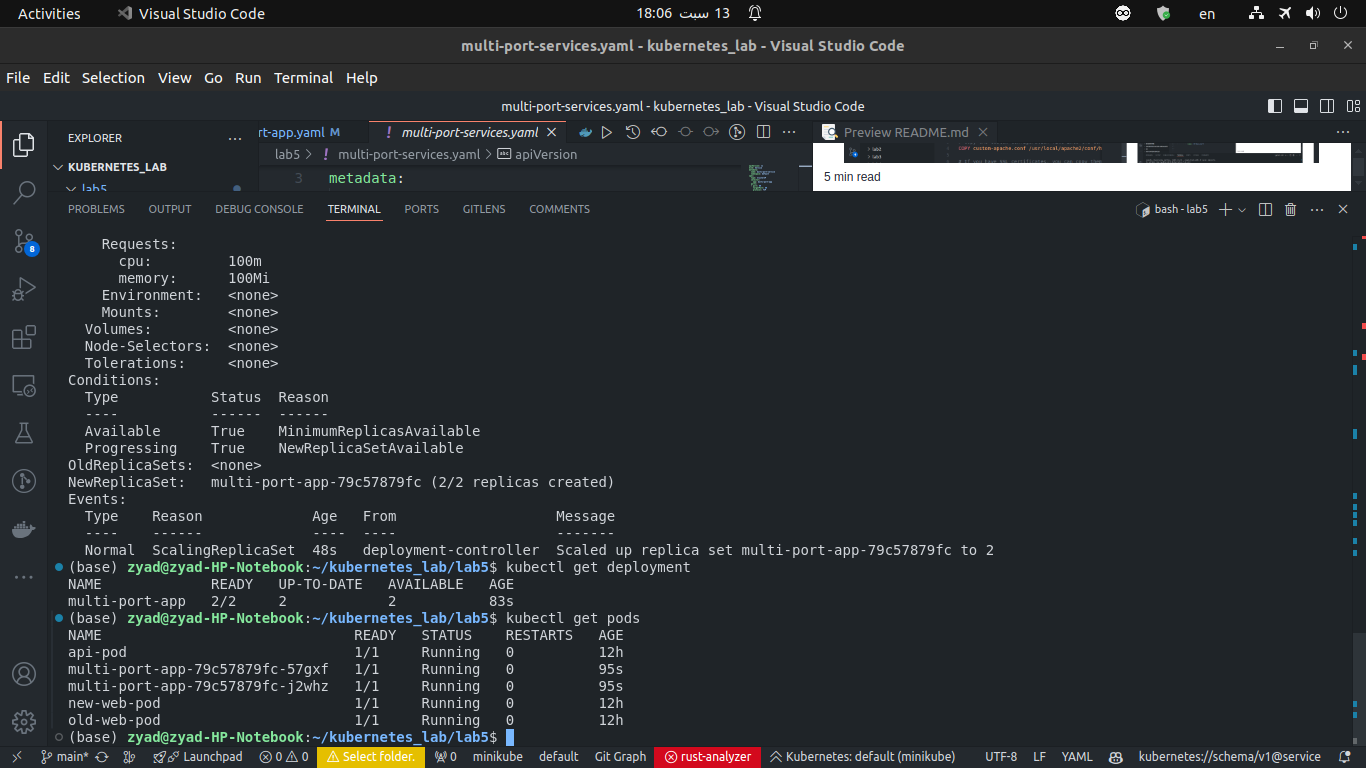 Activities Visual Studio Code 13 سبت 18:06 en
multi-port-services.yaml - kubernetes_lab - Visual Studio Code
File Edit Selection View Go Run Terminal Help
multi-port-services.yaml - kubernetes_lab - Visual Studio Code
EXPLORER ... rt-app.yaml M ! multi-port-services.yaml Preview README.md
KUBERNETES_LAB lab5 > ! multi-port-services.yaml > abc apiVersion
COPY custom-apache.conf /usr/local/apache2/conf/h
lab5 3 metadata: 5 min read
PROBLEMS OUTPUT DEBUG CONSOLE TERMINAL PORTS GITLENS COMMENTS bash - lab5
Requests:
cpu: 100m
memory: 100Mi
Environment: <none>
Mounts: <none>
Volumes: <none>
Node-Selectors: <none>
Tolerations: <none>
Conditions:
Type Status Reason
---- ------ ------
Available True MinimumReplicasAvailable
Progressing True NewReplicaSetAvailable
OldReplicaSets: <none>
NewReplicaSet: multi-port-app-79c57879fc (2/2 replicas created)
Events:
Type Reason Age From Message
---- ------ ---- ---- -------
Normal ScalingReplicaSet 48s deployment-controller Scaled up replica set multi-port-app-79c57879fc to 2
(base) zyad@zyad-HP-Notebook:~/kubernetes_lab/lab5$ kubectl get deployment
NAME READY UP-TO-DATE AVAILABLE AGE
multi-port-app 2/2 2 2 83s
(base) zyad@zyad-HP-Notebook:~/kubernetes_lab/lab5$ kubectl get pods
NAME READY STATUS RESTARTS AGE
api-pod 1/1 Running 0 12h
multi-port-app-79c57879fc-57gxf 1/1 Running 0 95s
multi-port-app-79c57879fc-j2whz 1/1 Running 0 95s
new-web-pod 1/1 Running 0 12h
old-web-pod 1/1 Running 0 12h
(base) zyad@zyad-HP-Notebook:~/kubernetes_lab/lab5$
8
main* Launchpad 0 0 Select folder. 0 minikube default Git Graph rust-analyzer Kubernetes: default (minikube) UTF-8 LF YAML kubernetes://schema/v1@service